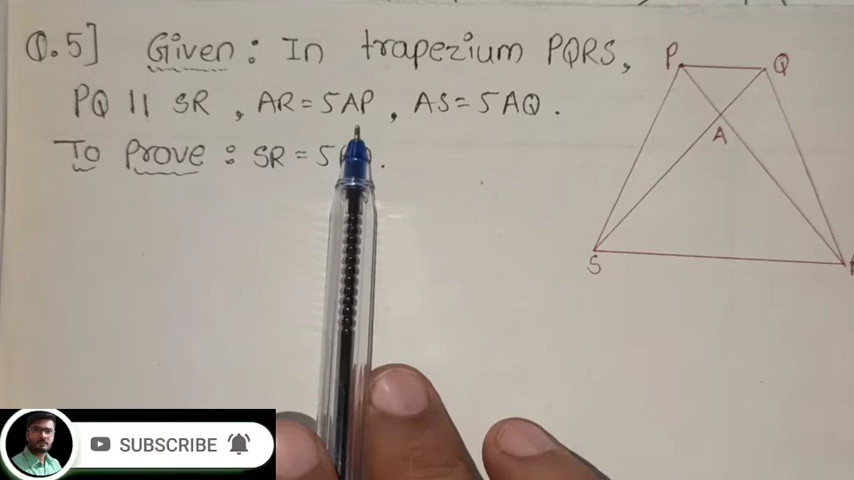 Q.5] Given : In trapezium PQRS,
PQ || SR , AR = 5AP , AS = 5AQ .
To Prove : SR = 5 .
P
Q
A
S
SUBSCRIBE